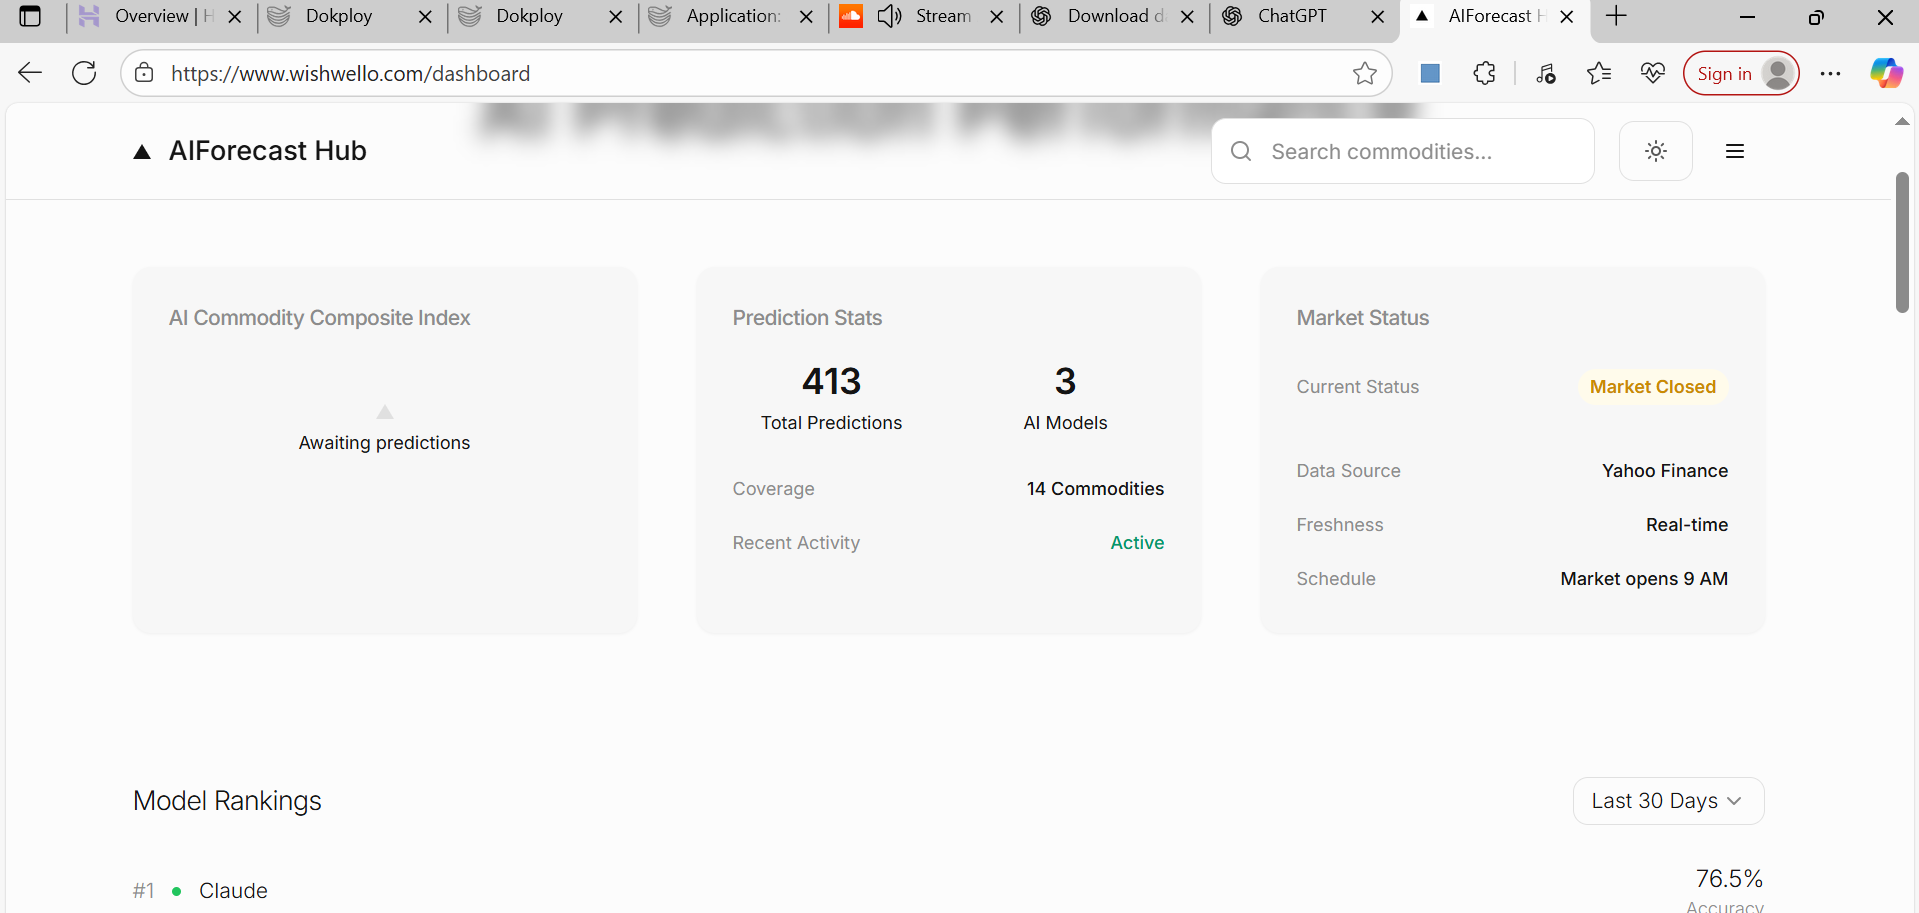 Overview | H
Dokploy
Dokploy
Application:
Stream
Download d
ChatGPT
AIForecast H
https://www.wishwello.com/dashboard
Sign in
AI Prediction Performance
AIForecast Hub
Search commodities...
AI Commodity Composite Index
Awaiting predictions
Prediction Stats
413
3
Total Predictions
AI Models
Coverage
14 Commodities
Recent Activity
Active
Market Status
Current Status
Market Closed
Data Source
Yahoo Finance
Freshness
Real-time
Schedule
Market opens 9 AM
Model Rankings
Last 30 Days
#1
Claude
76.5%
Accuracy